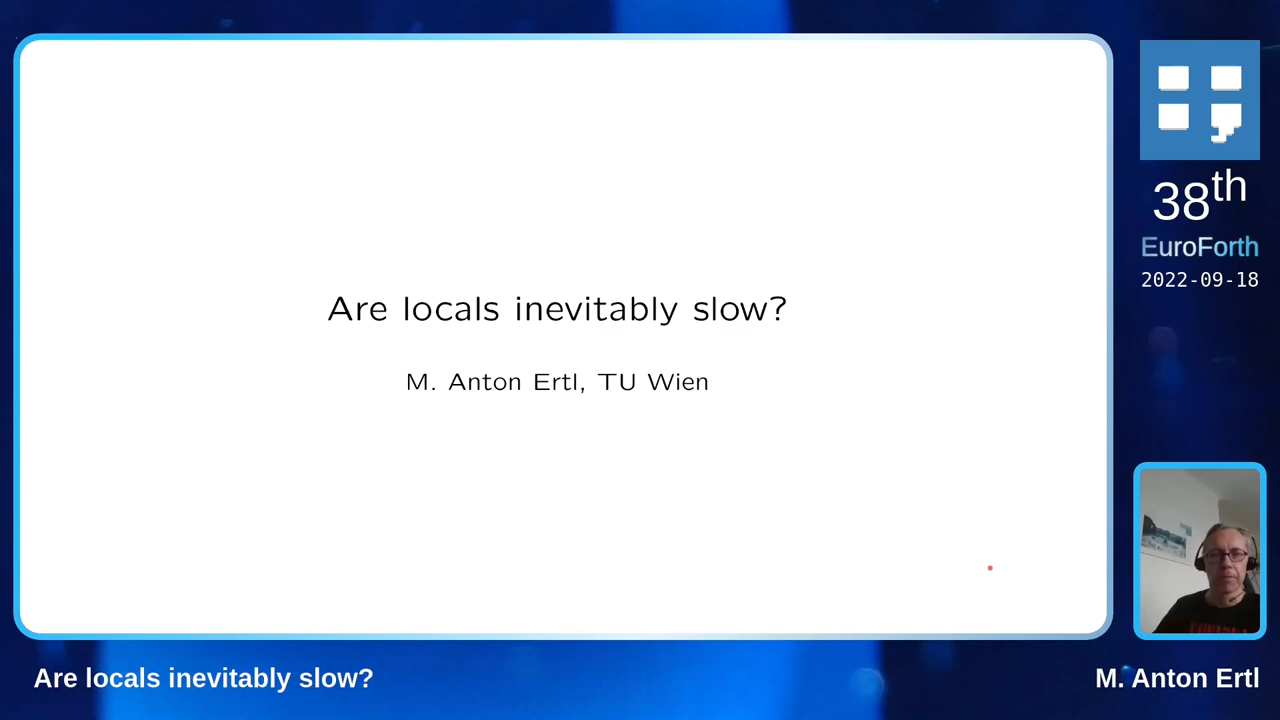 Are locals inevitably slow?
M. Anton Ertl, TU Wien
38th
EuroForth
2022-09-18
Are locals inevitably slow?
M. Anton Ertl